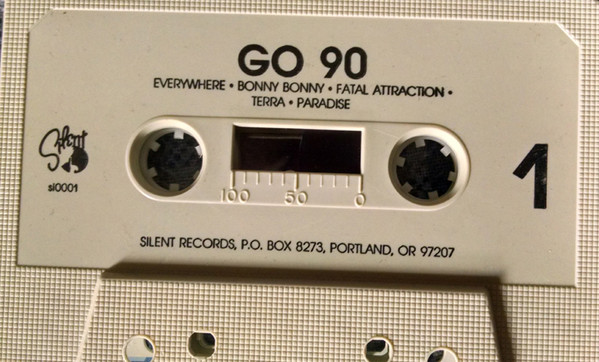 GO 90
EVERYWHERE • BONNY BONNY • FATAL ATTRACTION •
TERRA • PARADISE
Silent
si0001
1
100 50 0
SILENT RECORDS, P.O. BOX 8273, PORTLAND, OR 97207